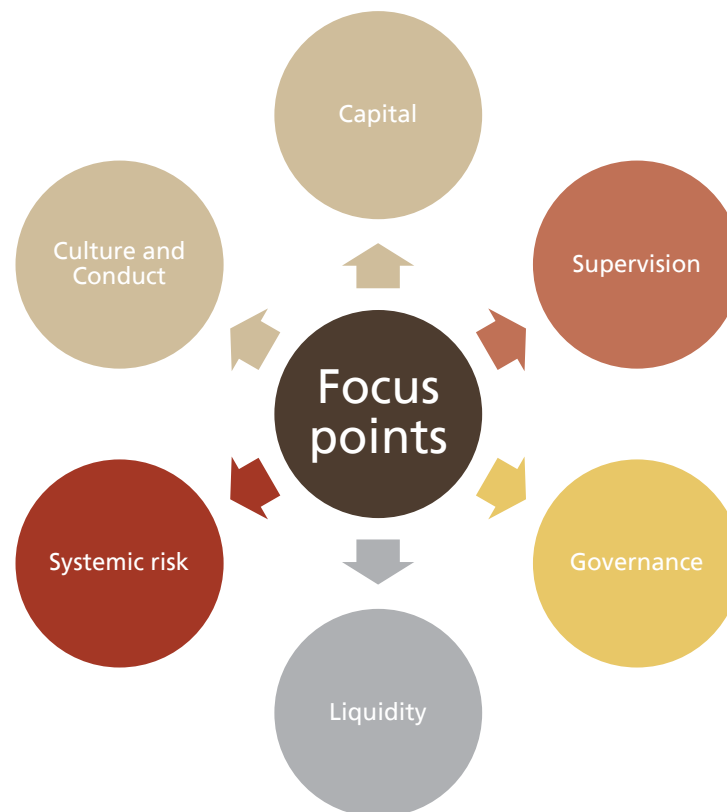 Capital
Culture and
Conduct
Supervision
Focus
points
Systemic risk
Governance
Liquidity